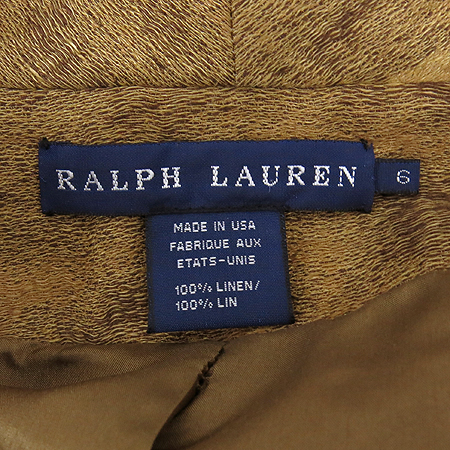 RALPH LAUREN 6
MADE IN USA
FABRIQUE AUX
ETATS-UNIS
100% LINEN/
100% LIN